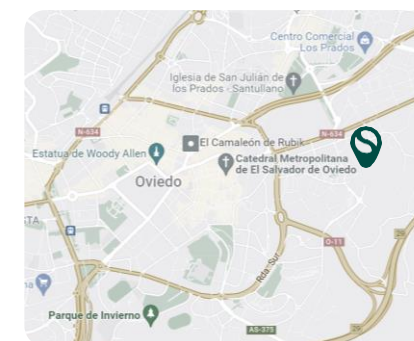 Centro Comercial
Los Prados
Iglesia de San Julián de
los Prados - Santullano
N-634
N-634
El Camaleón de Rubik
Estatua de Woody Allen
Catedral Metropolitana
de El Salvador de Oviedo
Oviedo
O-11
Rda. Sur
Parque de Invierno
AS-375